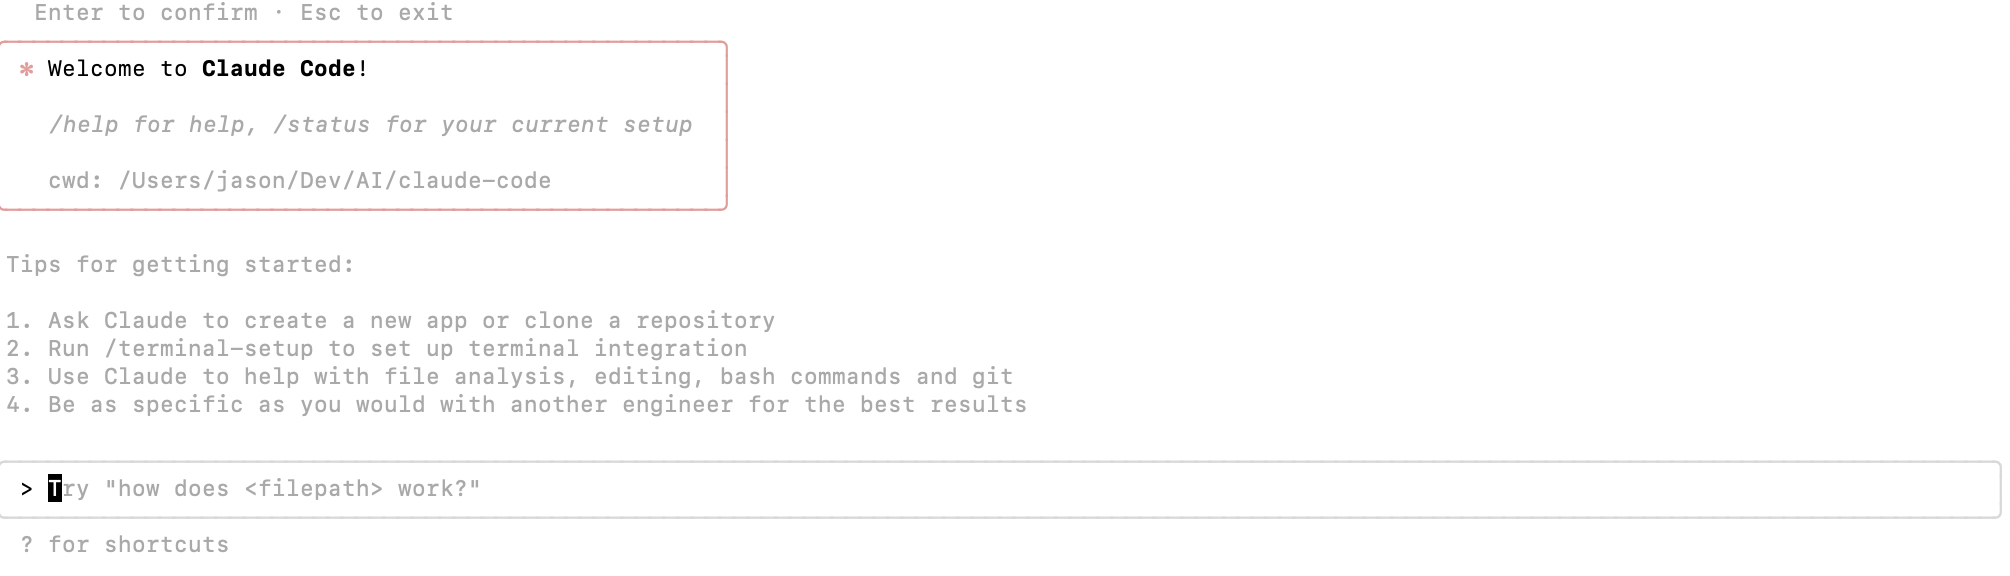 Enter to confirm · Esc to exit
* Welcome to Claude Code!
/help for help, /status for your current setup
cwd: /Users/jason/Dev/AI/claude-code
Tips for getting started:
1. Ask Claude to create a new app or clone a repository
2. Run /terminal-setup to set up terminal integration
3. Use Claude to help with file analysis, editing, bash commands and git
4. Be as specific as you would with another engineer for the best results
> Try "how does <filepath> work?"
? for shortcuts